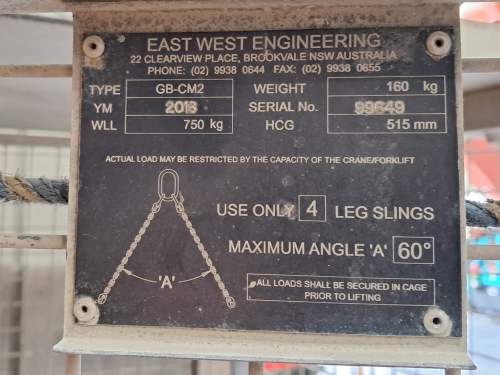 EAST WEST ENGINEERING
22 CLEARVIEW PLACE, BROOKVALE NSW AUSTRALIA
PHONE: (02) 9938 0644 FAX: (02) 9938 0655
TYPE GB-CM2 WEIGHT 160 kg
YM 2013 SERIAL No. 99649
WLL 750 kg HCG 515 mm
ACTUAL LOAD MAY BE RESTRICTED BY THE CAPACITY OF THE CRANE/FORKLIFT
USE ONLY 4 LEG SLINGS
MAXIMUM ANGLE 'A' 60°
'A'
ALL LOADS SHALL BE SECURED IN CAGE
PRIOR TO LIFTING